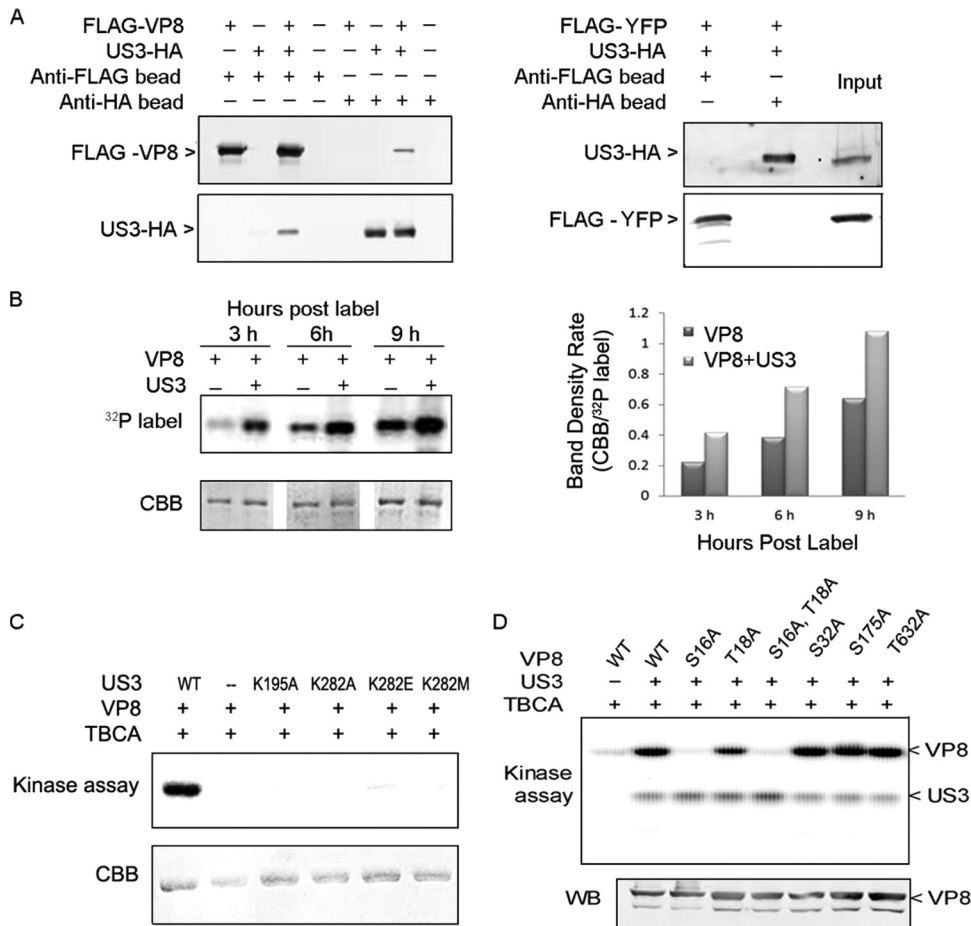 A
FLAG-VP8 + – + – + – + –
US3-HA – + + – – + + –
Anti-FLAG bead + + + + – – – –
Anti-HA bead – – – – + + + +
FLAG -VP8 >
US3-HA >
FLAG -YFP + +
US3-HA + +
Anti-FLAG bead + –
Anti-HA bead – +
Input
US3-HA >
FLAG - YFP >
B
Hours post label
3 h 6h 9 h
VP8 + + + + + +
US3 – + – + – +
32P label
CBB
Band Density Rate
(CBB/32P label)
1.2
1
0.8
0.6
0.4
0.2
0
VP8
VP8+US3
3 h 6 h 9 h
Hours Post Label
C
US3 WT -- K195A K282A K282E K282M
VP8 + + + + + +
TBCA + + + + + +
Kinase assay
CBB
D
VP8 WT WT S16A T18A S16A, T18A S32A S175A T632A
US3 – + + + + + + +
TBCA + + + + + + + +
Kinase
assay
< VP8
< US3
WB
< VP8